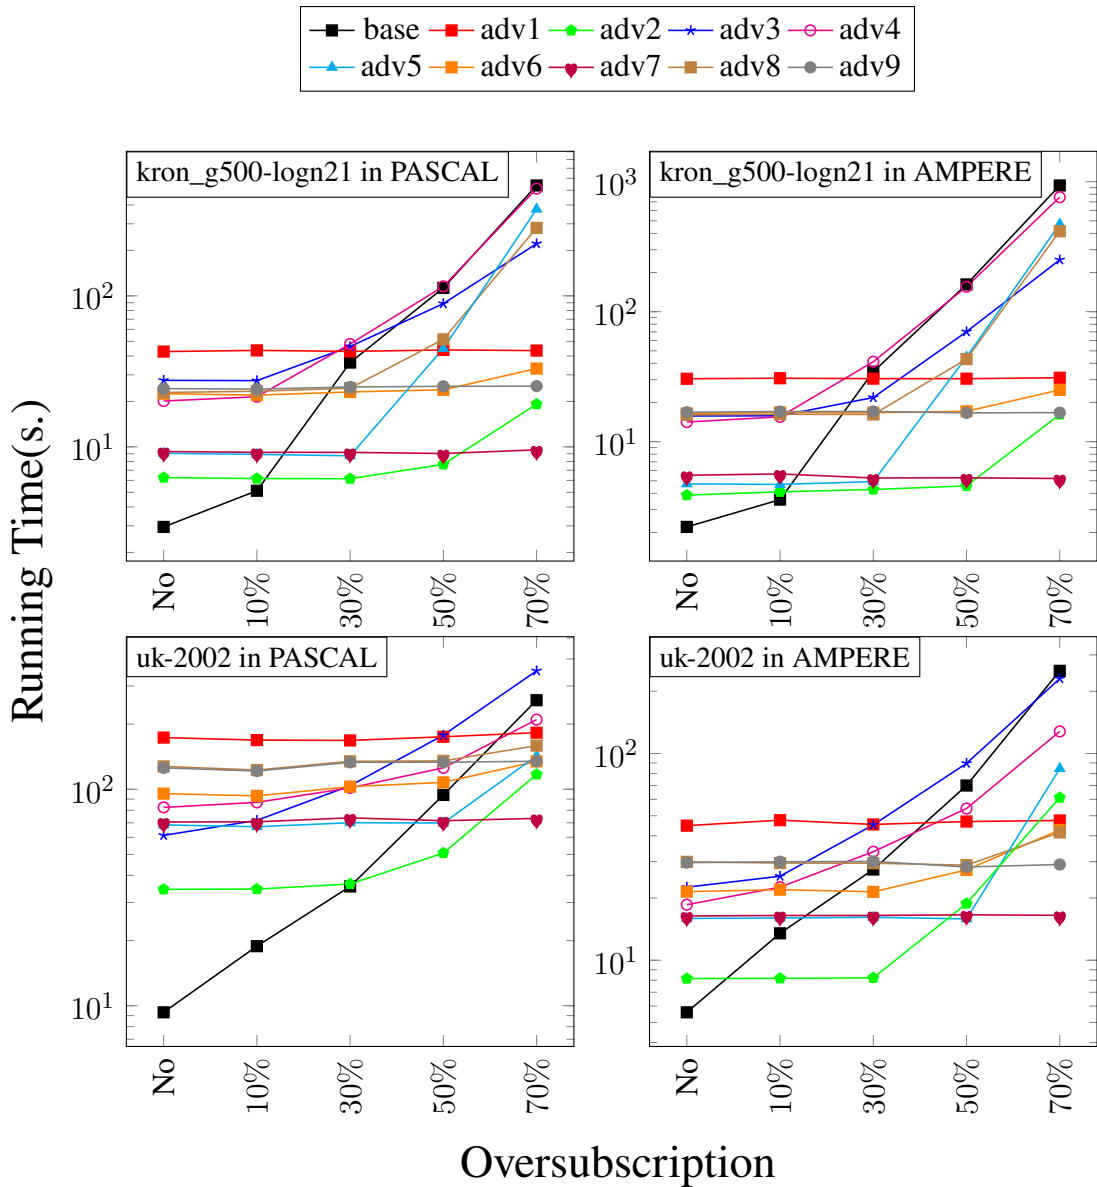 base adv1 adv2 adv3 adv4
adv5 adv6 adv7 adv8 adv9
Running Time(s.)
kron_g500-logn21 in PASCAL
10^2
10^1
No 10% 30% 50% 70%
kron_g500-logn21 in AMPERE
10^3
10^2
10^1
No 10% 30% 50% 70%
uk-2002 in PASCAL
10^2
10^1
No 10% 30% 50% 70%
uk-2002 in AMPERE
10^2
10^1
No 10% 30% 50% 70%
Oversubscription